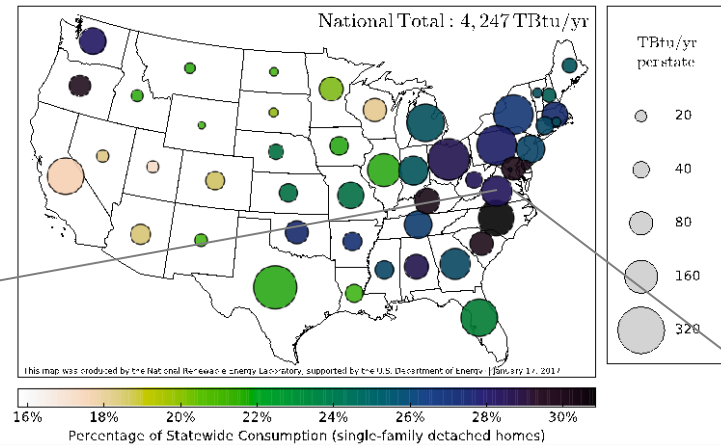 National Total : 4, 247 TBtu/yr
TBtu/yr
per state
20
40
80
160
320
This map was produced by the National Renewable Energy Laboratory, supported by the U.S. Department of Energy. | January 17, 2017
16% 18% 20% 22% 24% 26% 28% 30%
Percentage of Statewide Consumption (single-family detached homes)